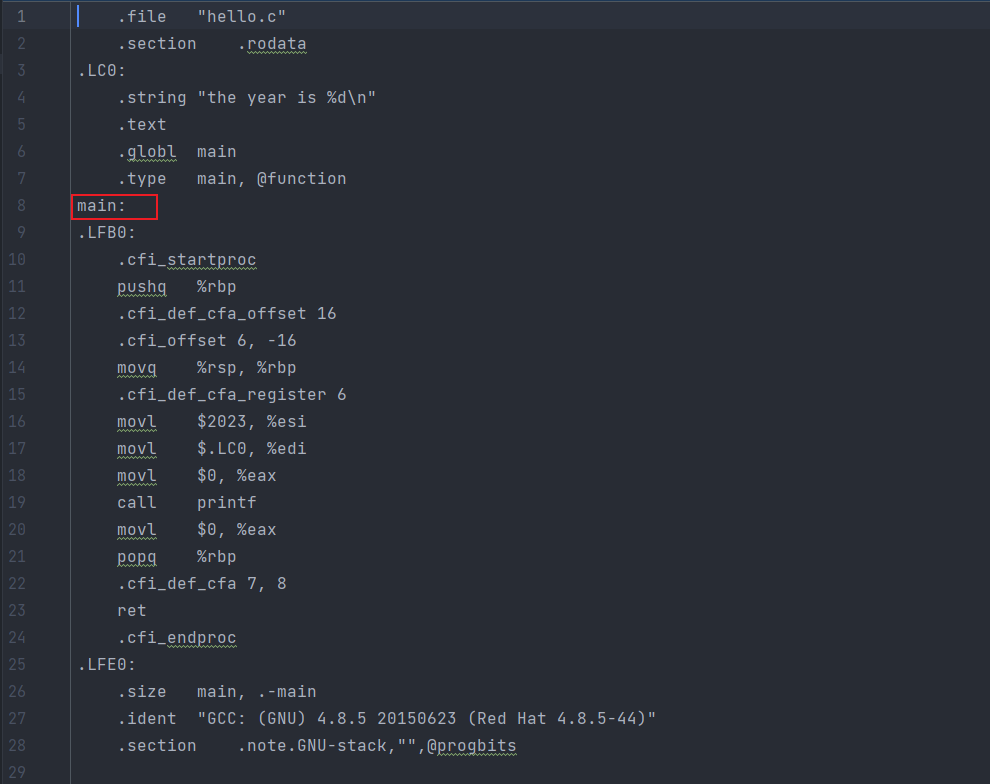 1 .file "hello.c"
2 .section .rodata
3 .LC0:
4 .string "the year is %d\n"
5 .text
6 .globl main
7 .type main, @function
8 main:
9 .LFB0:
10 .cfi_startproc
11 pushq %rbp
12 .cfi_def_cfa_offset 16
13 .cfi_offset 6, -16
14 movq %rsp, %rbp
15 .cfi_def_cfa_register 6
16 movl $2023, %esi
17 movl $.LC0, %edi
18 movl $0, %eax
19 call printf
20 movl $0, %eax
21 popq %rbp
22 .cfi_def_cfa 7, 8
23 ret
24 .cfi_endproc
25 .LFE0:
26 .size main, .-main
27 .ident "GCC: (GNU) 4.8.5 20150623 (Red Hat 4.8.5-44)"
28 .section .note.GNU-stack,"",@progbits
29